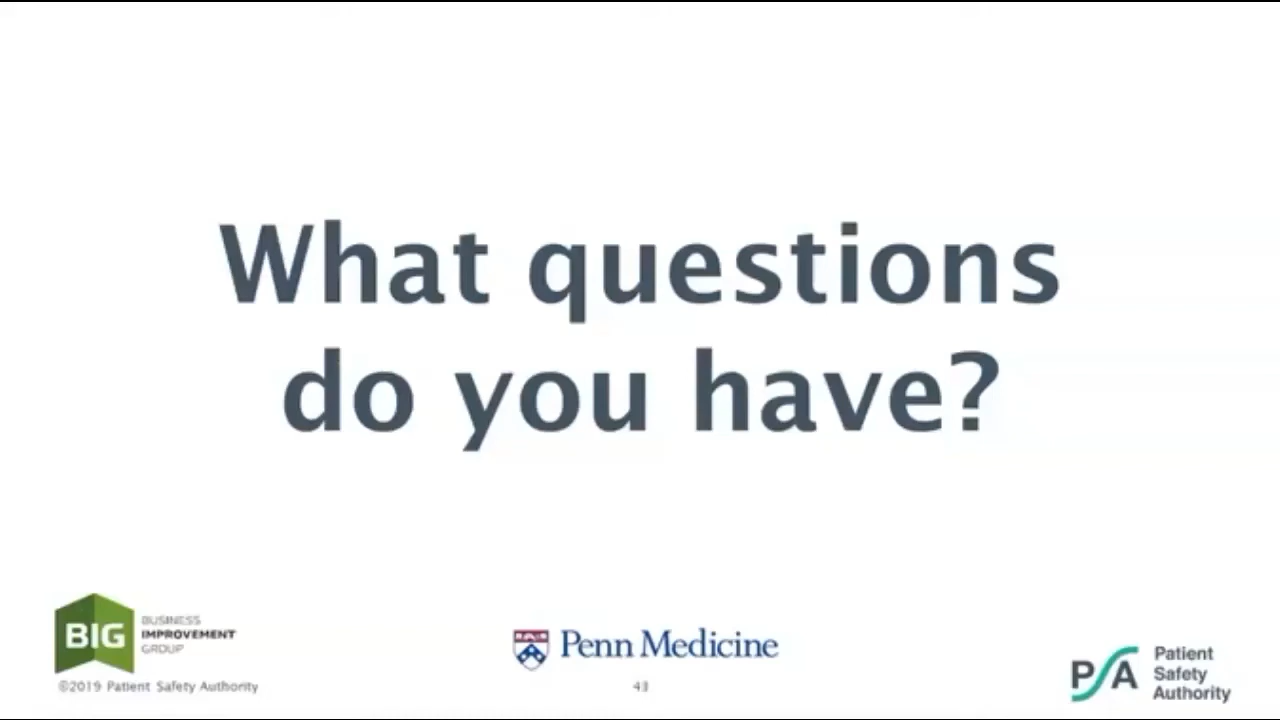 What questions
do you have?
BIG
BUSINESS
IMPROVEMENT
GROUP
©2019 Patient Safety Authority
Penn Medicine
43
PSA
Patient
Safety
Authority